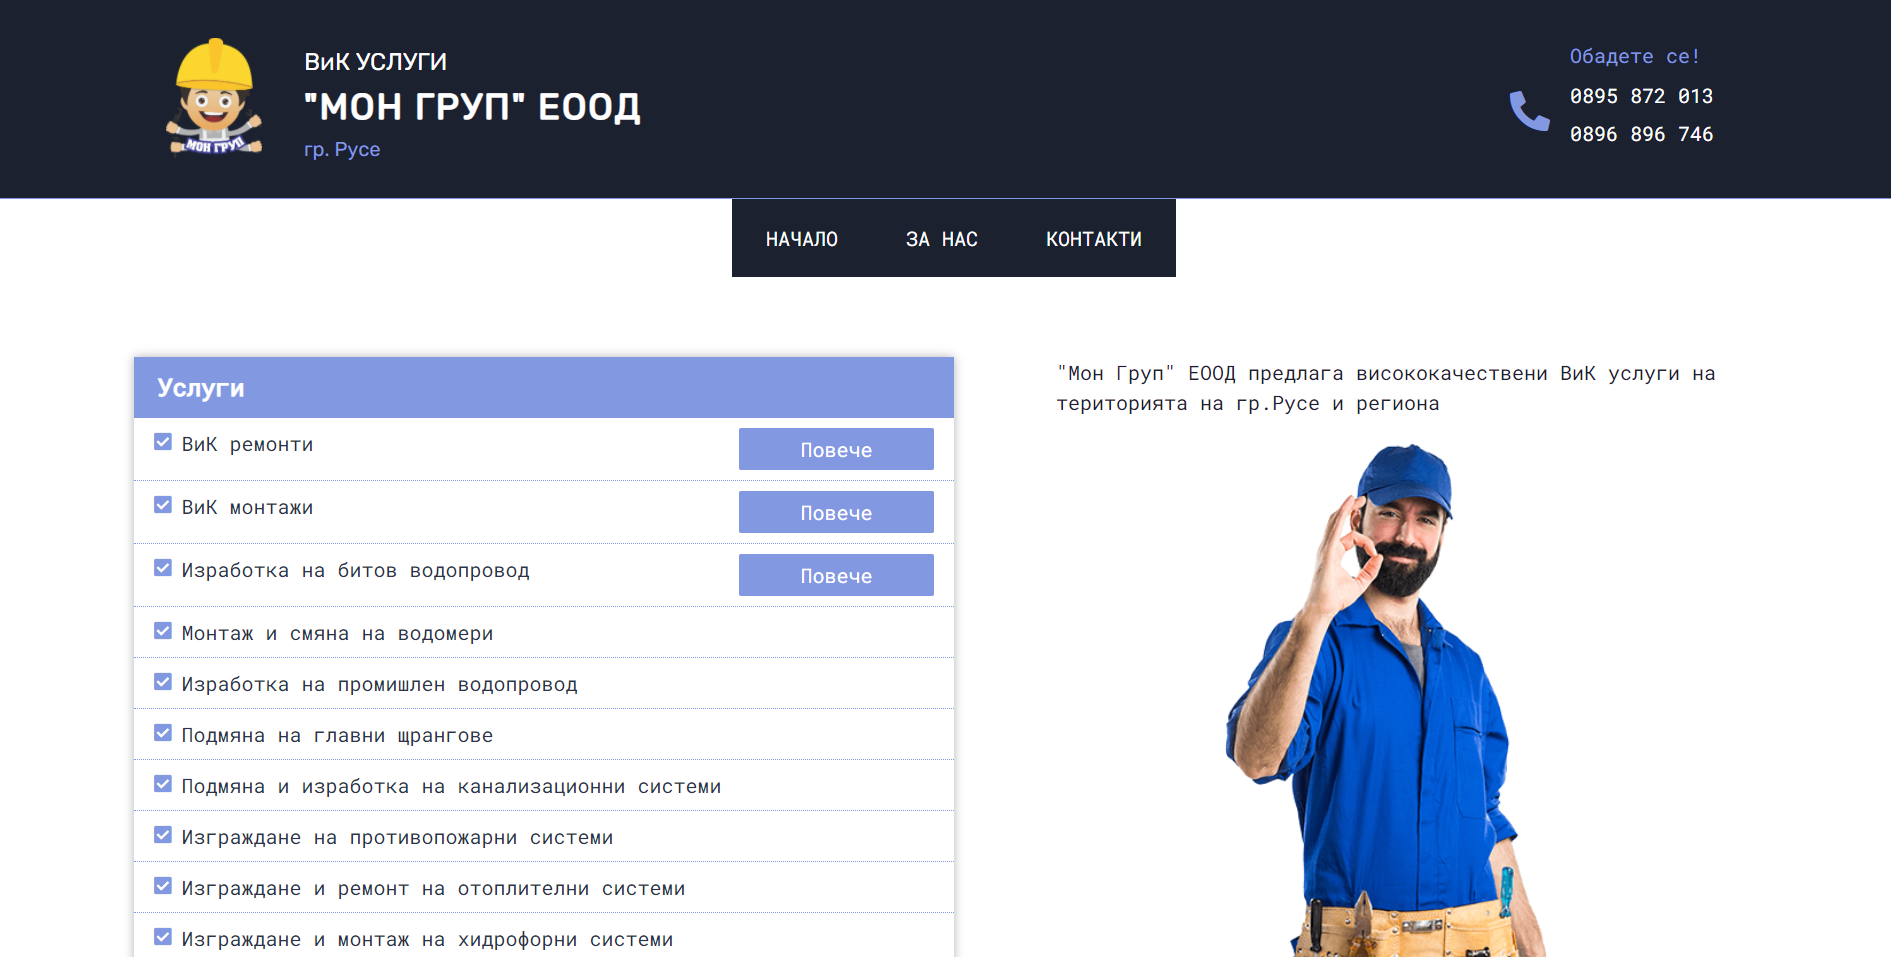 МОН ГРУП
ВиК УСЛУГИ
"МОН ГРУП" ЕООД
гр. Русе
Обадете се!
0895 872 013
0896 896 746
НАЧАЛО ЗА НАС КОНТАКТИ
Услуги
ВиК ремонти Повече
ВиК монтажи Повече
Изработка на битов водопровод Повече
Монтаж и смяна на водомери
Изработка на промишлен водопровод
Подмяна на главни щрангове
Подмяна и изработка на канализационни системи
Изграждане на противопожарни системи
Изграждане и ремонт на отоплителни системи
Изграждане и монтаж на хидрофорни системи
"Мон Груп" ЕООД предлага висококачествени ВиК услуги на
територията на гр.Русе и региона